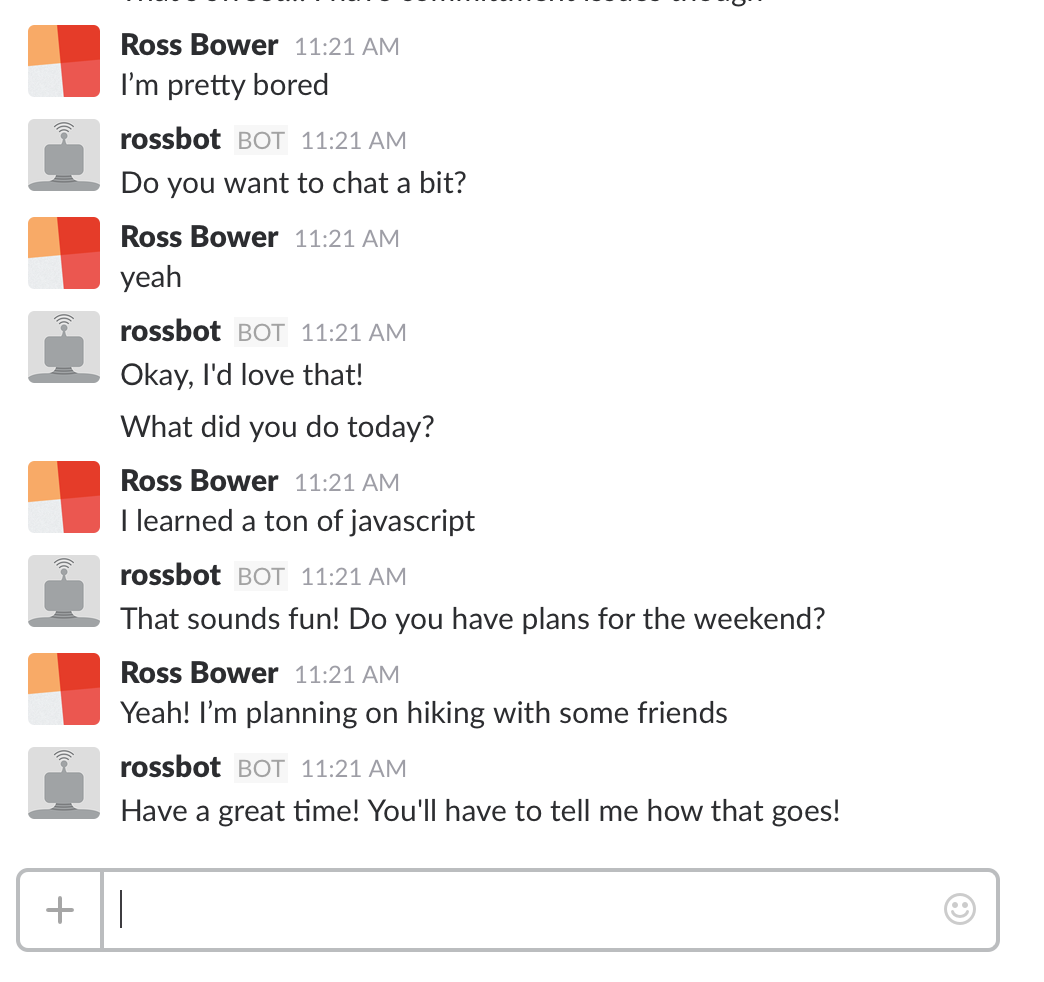 I have commitment issues though
Ross Bower 11:21 AM
I'm pretty bored
rossbot BOT 11:21 AM
Do you want to chat a bit?
Ross Bower 11:21 AM
yeah
rossbot BOT 11:21 AM
Okay, I'd love that!
What did you do today?
Ross Bower 11:21 AM
I learned a ton of javascript
rossbot BOT 11:21 AM
That sounds fun! Do you have plans for the weekend?
Ross Bower 11:21 AM
Yeah! I'm planning on hiking with some friends
rossbot BOT 11:21 AM
Have a great time! You'll have to tell me how that goes!